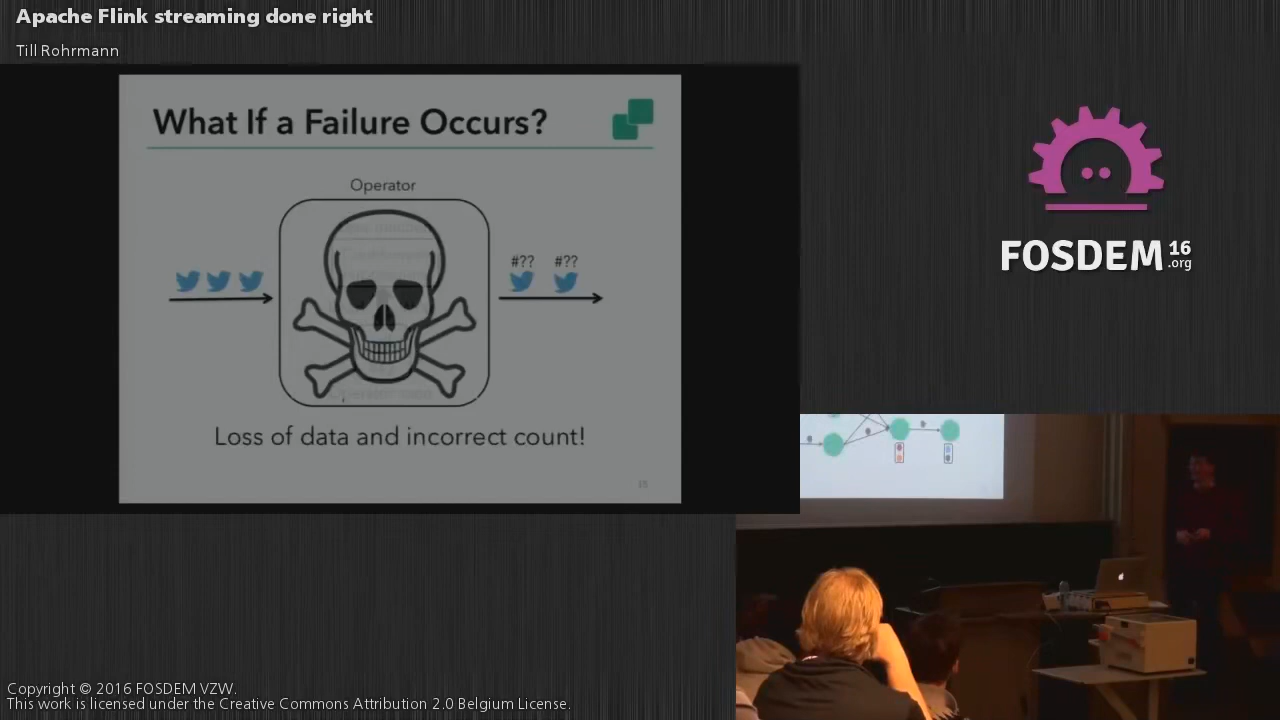 Apache Flink streaming done right
Till Rohrmann
What If a Failure Occurs?
Operator
#?? #??
Loss of data and incorrect count!
15
FOSDEM 16
.org
Copyright © 2016 FOSDEM VZW.
This work is licensed under the Creative Commons Attribution 2.0 Belgium License.